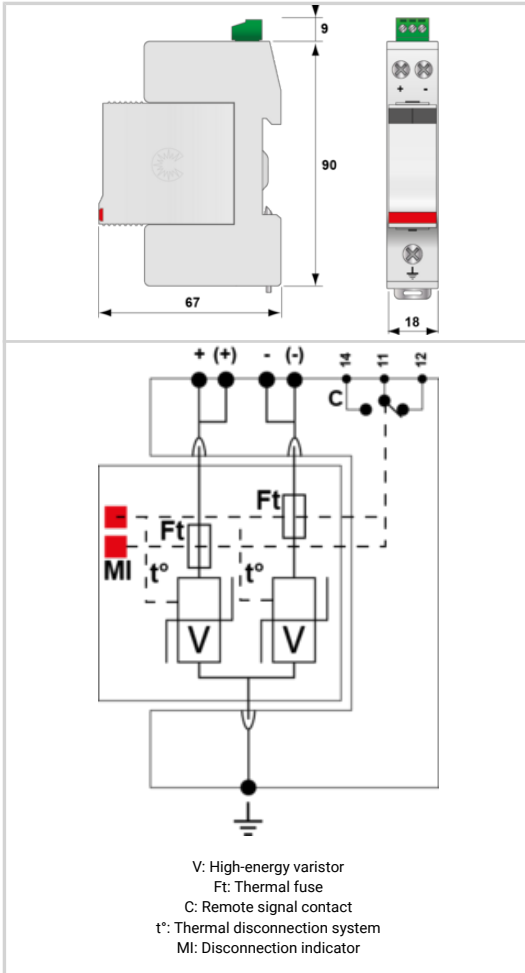 9
+ -
90
67
18
+ (+) - (-) 14 11 12
C
Ft
Ft
MI t° t°
V V
V: High-energy varistor
Ft: Thermal fuse
C: Remote signal contact
t°: Thermal disconnection system
MI: Disconnection indicator